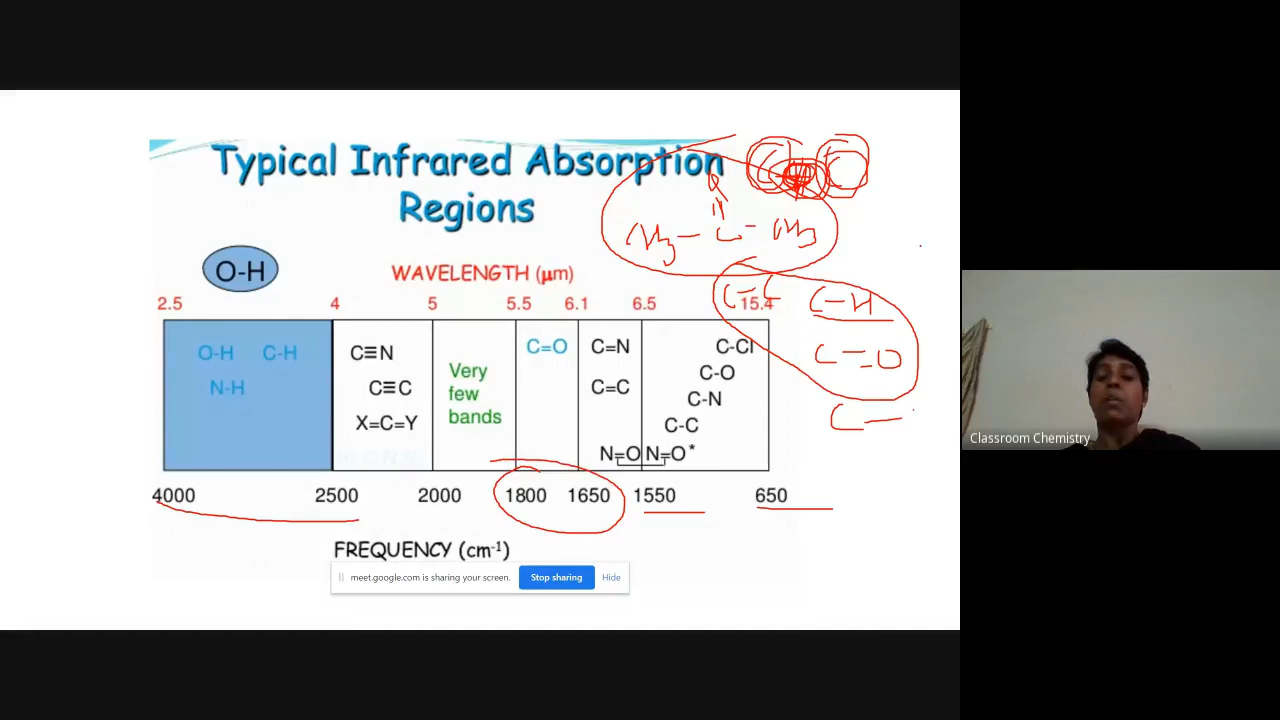 Typical Infrared Absorption
Regions
O
||
CH3 - C - CH3
O-H
WAVELENGTH (μm)
C-C C-H
2.5 4 5 5.5 6.1 6.5 15.4
C=O
O-H C-H C≡N C=O C=N C-Cl
N-H C≡C Very C=C C-O
X=C=Y few C-N
bands C-C
N=O N=O*
C-
4000 2500 2000 1800 1650 1550 650
FREQUENCY (cm-1)
meet.google.com is sharing your screen. Stop sharing Hide
Classroom Chemistry